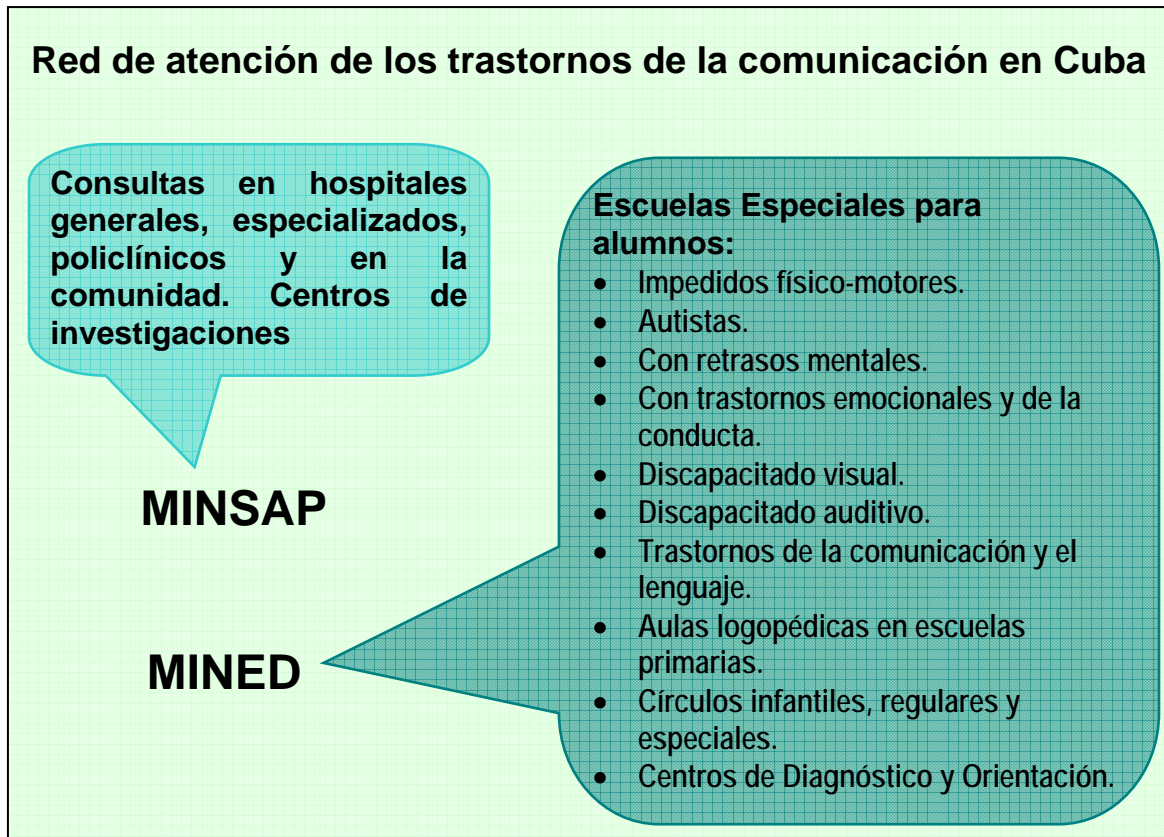 Red de atención de los trastornos de la comunicación en Cuba
Consultas en hospitales
generales, especializados,
policlínicos y en la
comunidad. Centros de
investigaciones
MINSAP
MINED
Escuelas Especiales para
alumnos:
• Impedidos físico-motores.
• Autistas.
• Con retrasos mentales.
• Con trastornos emocionales y de la
conducta.
• Discapacitado visual.
• Discapacitado auditivo.
• Trastornos de la comunicación y el
lenguaje.
• Aulas logopédicas en escuelas
primarias.
• Círculos infantiles, regulares y
especiales.
• Centros de Diagnóstico y Orientación.